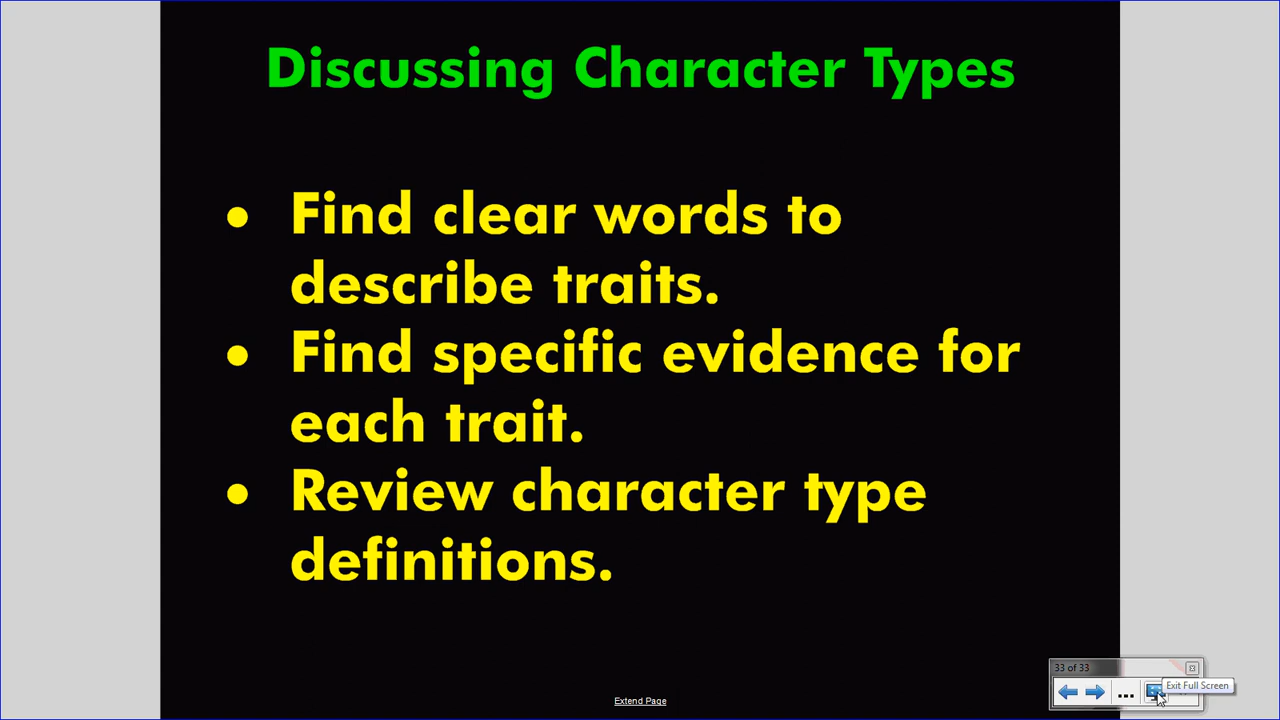 Discussing Character Types
• Find clear words to
describe traits.
• Find specific evidence for
each trait.
• Review character type
definitions.
33 of 33
Exit Full Screen
Extend Page